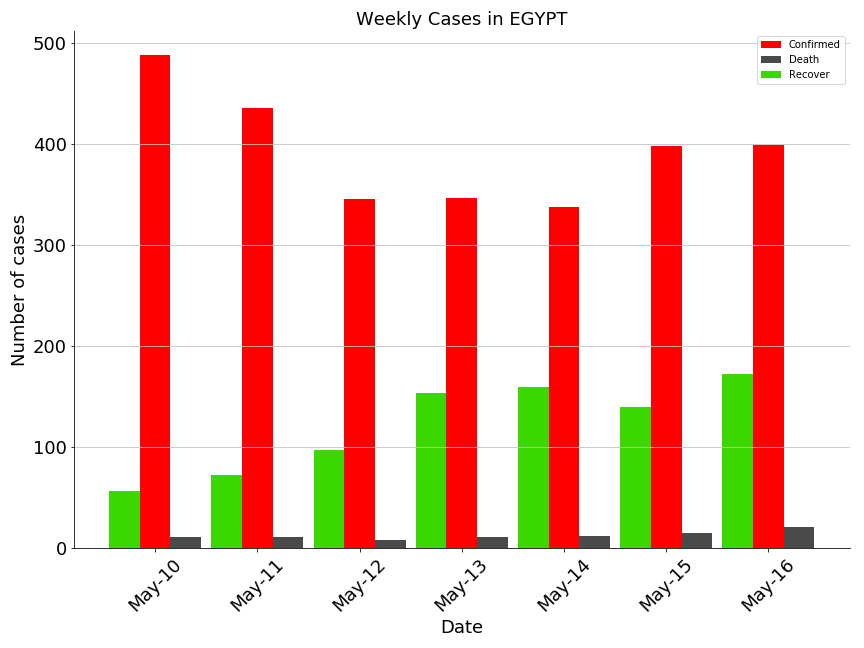 Weekly Cases in EGYPT
Confirmed
Death
Recover
Number of cases
500
400
300
200
100
0
May-10
May-11
May-12
May-13
May-14
May-15
May-16
Date